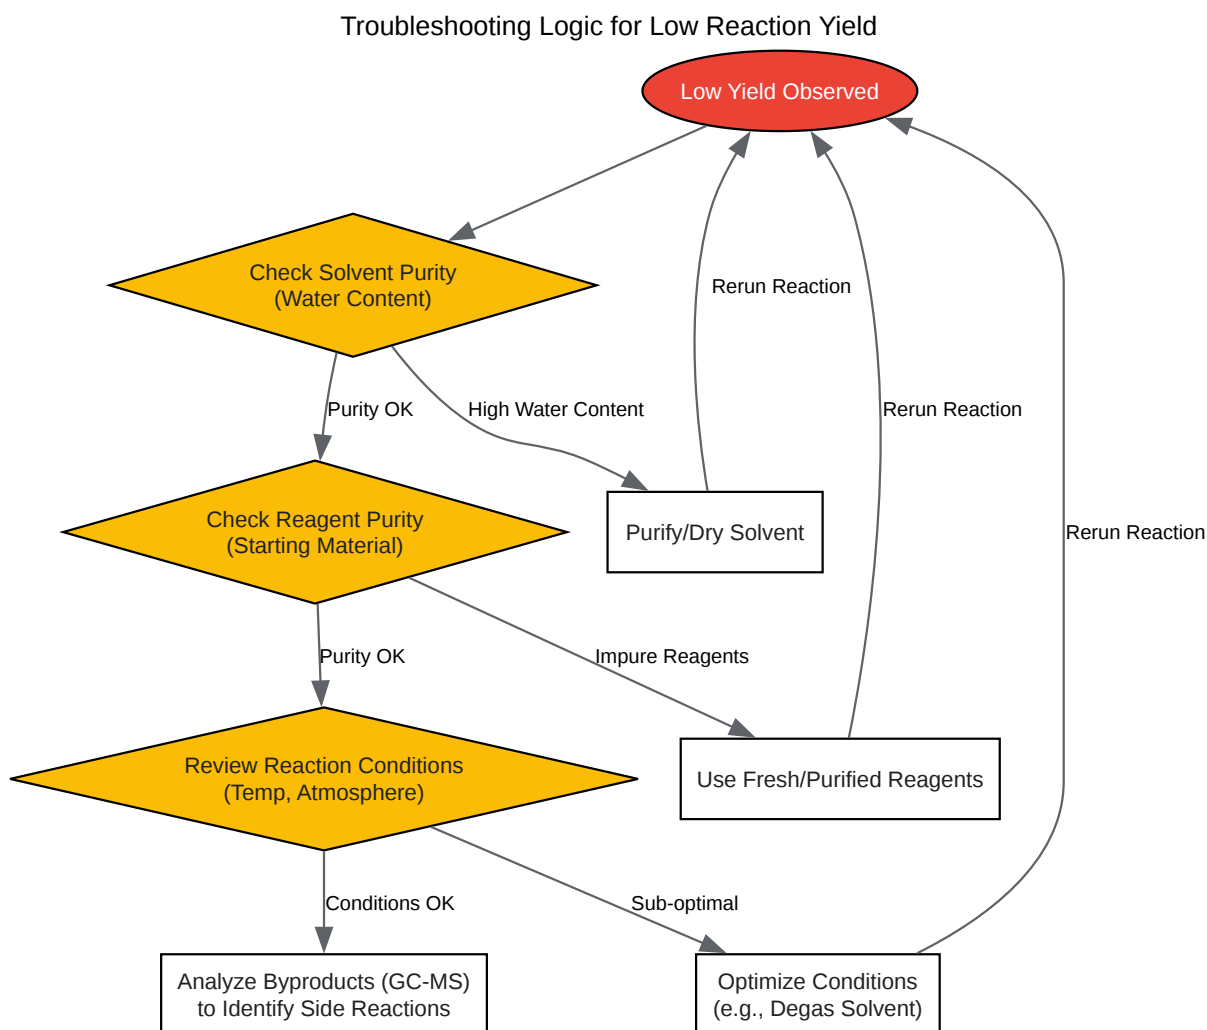 Troubleshooting Logic for Low Reaction Yield
Low Yield Observed
Check Solvent Purity
(Water Content)
Rerun Reaction
Purity OK
High Water Content
Rerun Reaction
Check Reagent Purity
(Starting Material)
Purify/Dry Solvent
Rerun Reaction
Purity OK
Impure Reagents
Review Reaction Conditions
(Temp, Atmosphere)
Use Fresh/Purified Reagents
Conditions OK
Sub-optimal
Analyze Byproducts (GC-MS)
to Identify Side Reactions
Optimize Conditions
(e.g., Degas Solvent)